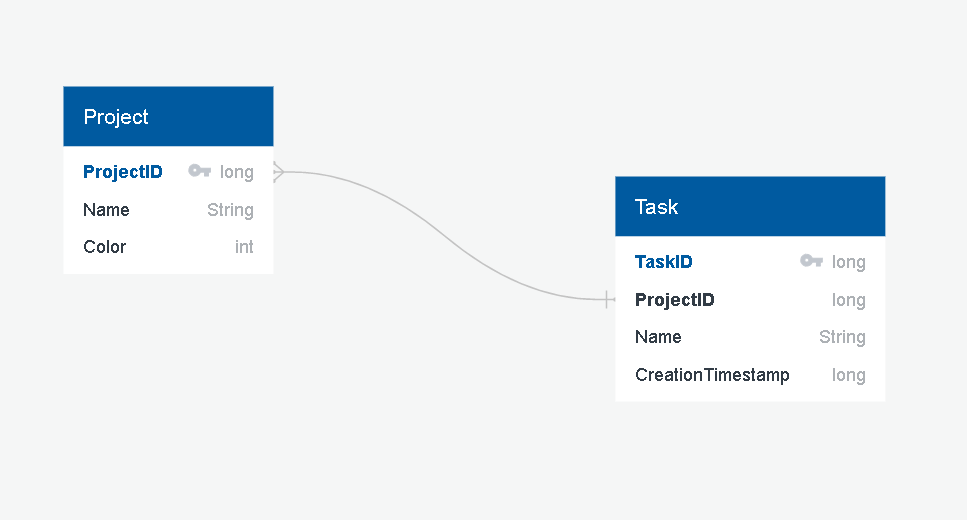 Project
ProjectID long
Name String
Color int
Task
TaskID long
ProjectID long
Name String
CreationTimestamp long